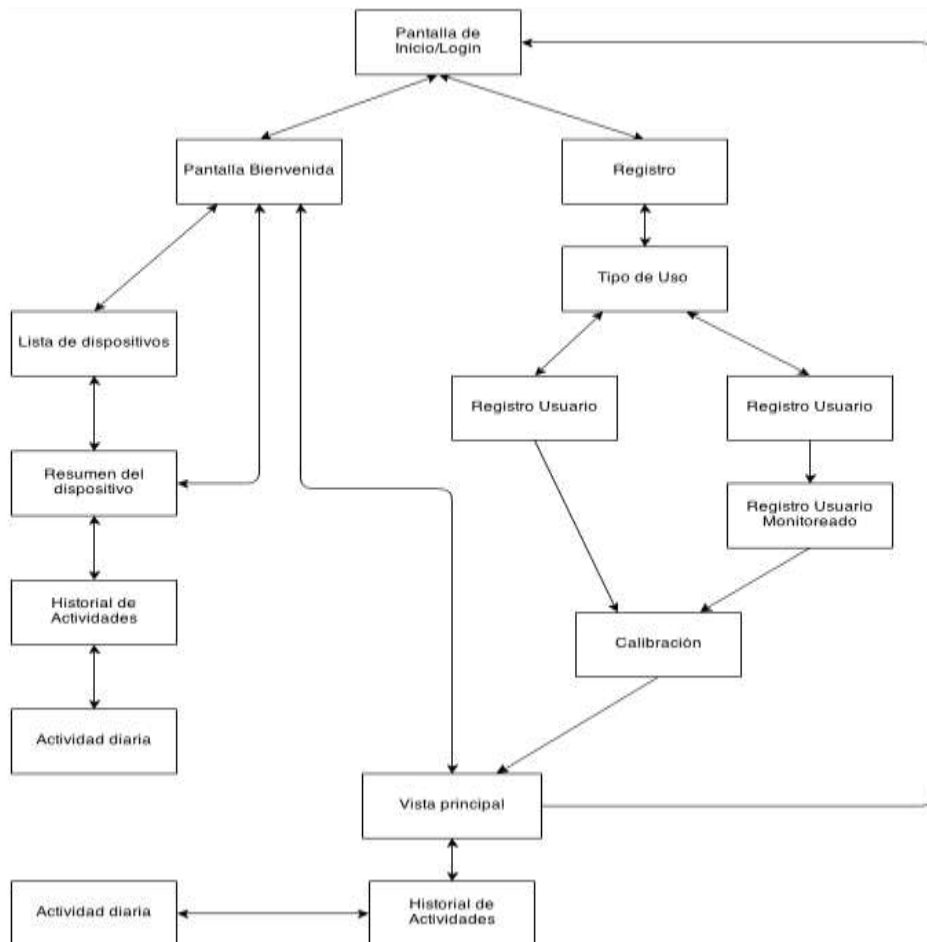 Pantalla de
Inicio/Login
Pantalla Bienvenida
Registro
Tipo de Uso
Lista de dispositivos
Registro Usuario
Registro Usuario
Resumen del
dispositivo
Registro Usuario
Monitoreado
Historial de
Actividades
Calibración
Actividad diaria
Vista principal
Actividad diaria
Historial de
Actividades